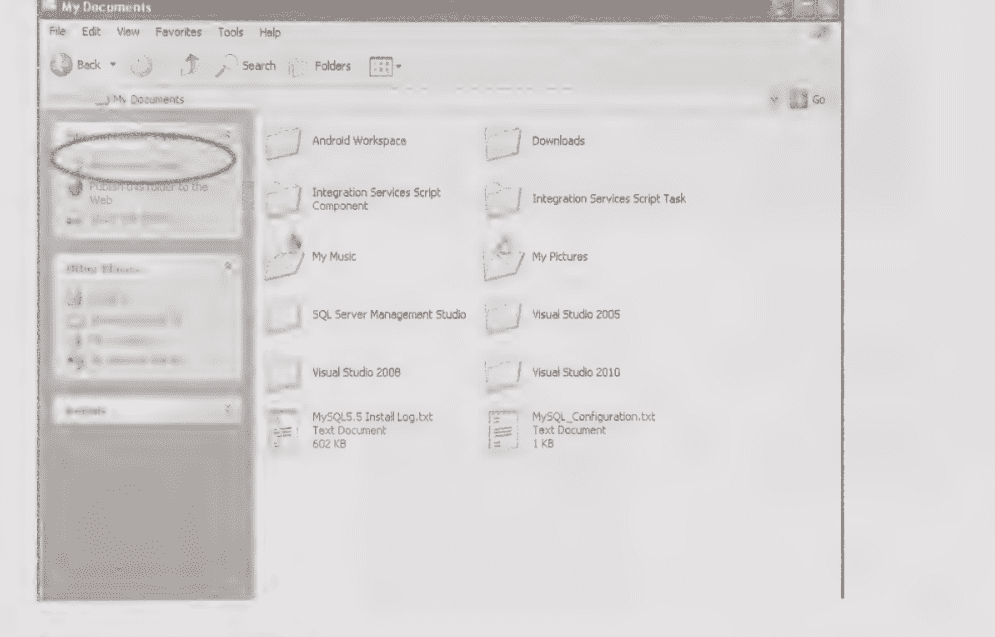 My Documents
File Edit View Favorites Tools Help
Back Search Folders
My Documents Go
Publish this folder to the
Web
Other Places
Details
Android Workspace
Downloads
Integration Services Script
Component
Integration Services Script Task
My Music
My Pictures
SQL Server Management Studio
Visual Studio 2005
Visual Studio 2008
Visual Studio 2010
MySQL5.5 Install Log.txt
Text Document
602 KB
MySQL_Configuration.txt
Text Document
1 KB